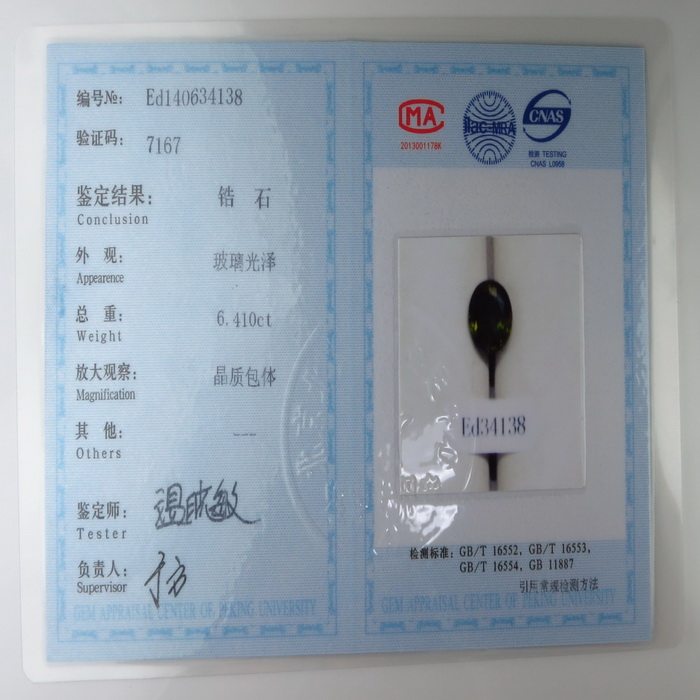 编号№: Ed140634138
验证码: 7167
鉴定结果: 锆 石
Conclusion
外 观: 玻璃光泽
Appearence
总 重: 6.410ct
Weight
放大观察: 晶质包体
Magnification
其 他: ---
Others
鉴定师:
Tester
负责人:
Supervisor
GEM APPRAISAL CENTER OF PEKING UNIVERSITY
MA
2013001178K
ilac-MRA
CNAS
检测 TESTING
CNAS L0958
Ed34138
检测标准: GB/T 16552, GB/T 16553,
GB/T 16554, GB 11887
引用常规检测方法
GEM APPRAISAL CENTER OF PEKING UNIVERSITY